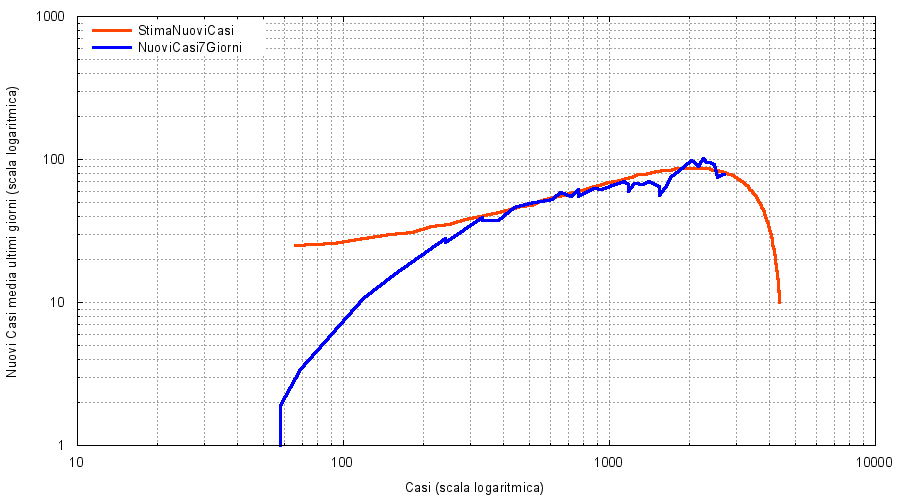 1000
StimaNuoviCasi
NuoviCasi7Giorni
100
10
1
10
100
1000
10000
Nuovi Casi media ultimi giorni (scala logaritmica)
Casi (scala logaritmica)